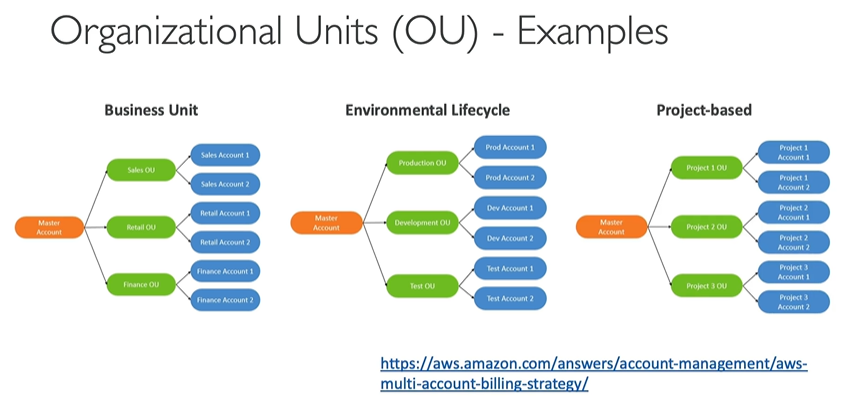 Organizational Units (OU) - Examples
Business Unit
Master
Account
Sales OU
Sales Account 1
Sales Account 2
Retail OU
Retail Account 1
Retail Account 2
Finance OU
Finance Account 1
Finance Account 2
Environmental Lifecycle
Master
Account
Production OU
Prod Account 1
Prod Account 2
Development OU
Dev Account 1
Dev Account 2
Test OU
Test Account 1
Test Account 2
Project-based
Master
Account
Project 1 OU
Project 1
Account 1
Project 1
Account 2
Project 2 OU
Project 2
Account 1
Project 2
Account 2
Project 3 OU
Project 3
Account 1
Project 3
Account 2
https://aws.amazon.com/answers/account-management/aws-
multi-account-billing-strategy/